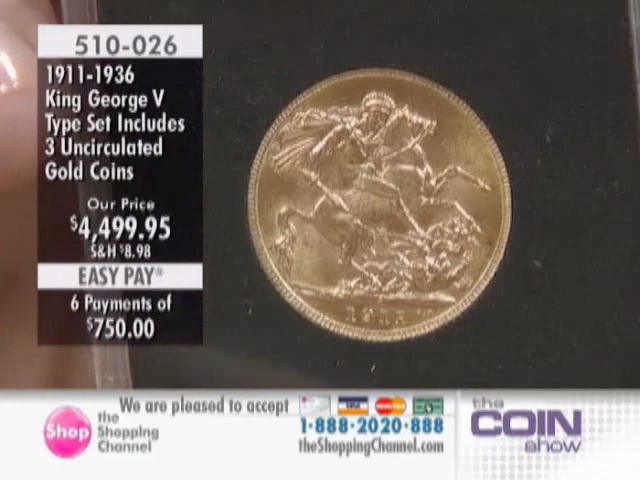 510-026
1911-1936
King George V
Type Set Includes
3 Uncirculated
Gold Coins
Our Price
$4,499.95
S&H $8.98
EASY PAY®
6 Payments of
$750.00
We are pleased to accept
VISA
Shop the Shopping Channel
1·888·2020·888
theShoppingChannel.com
the
COIN
show